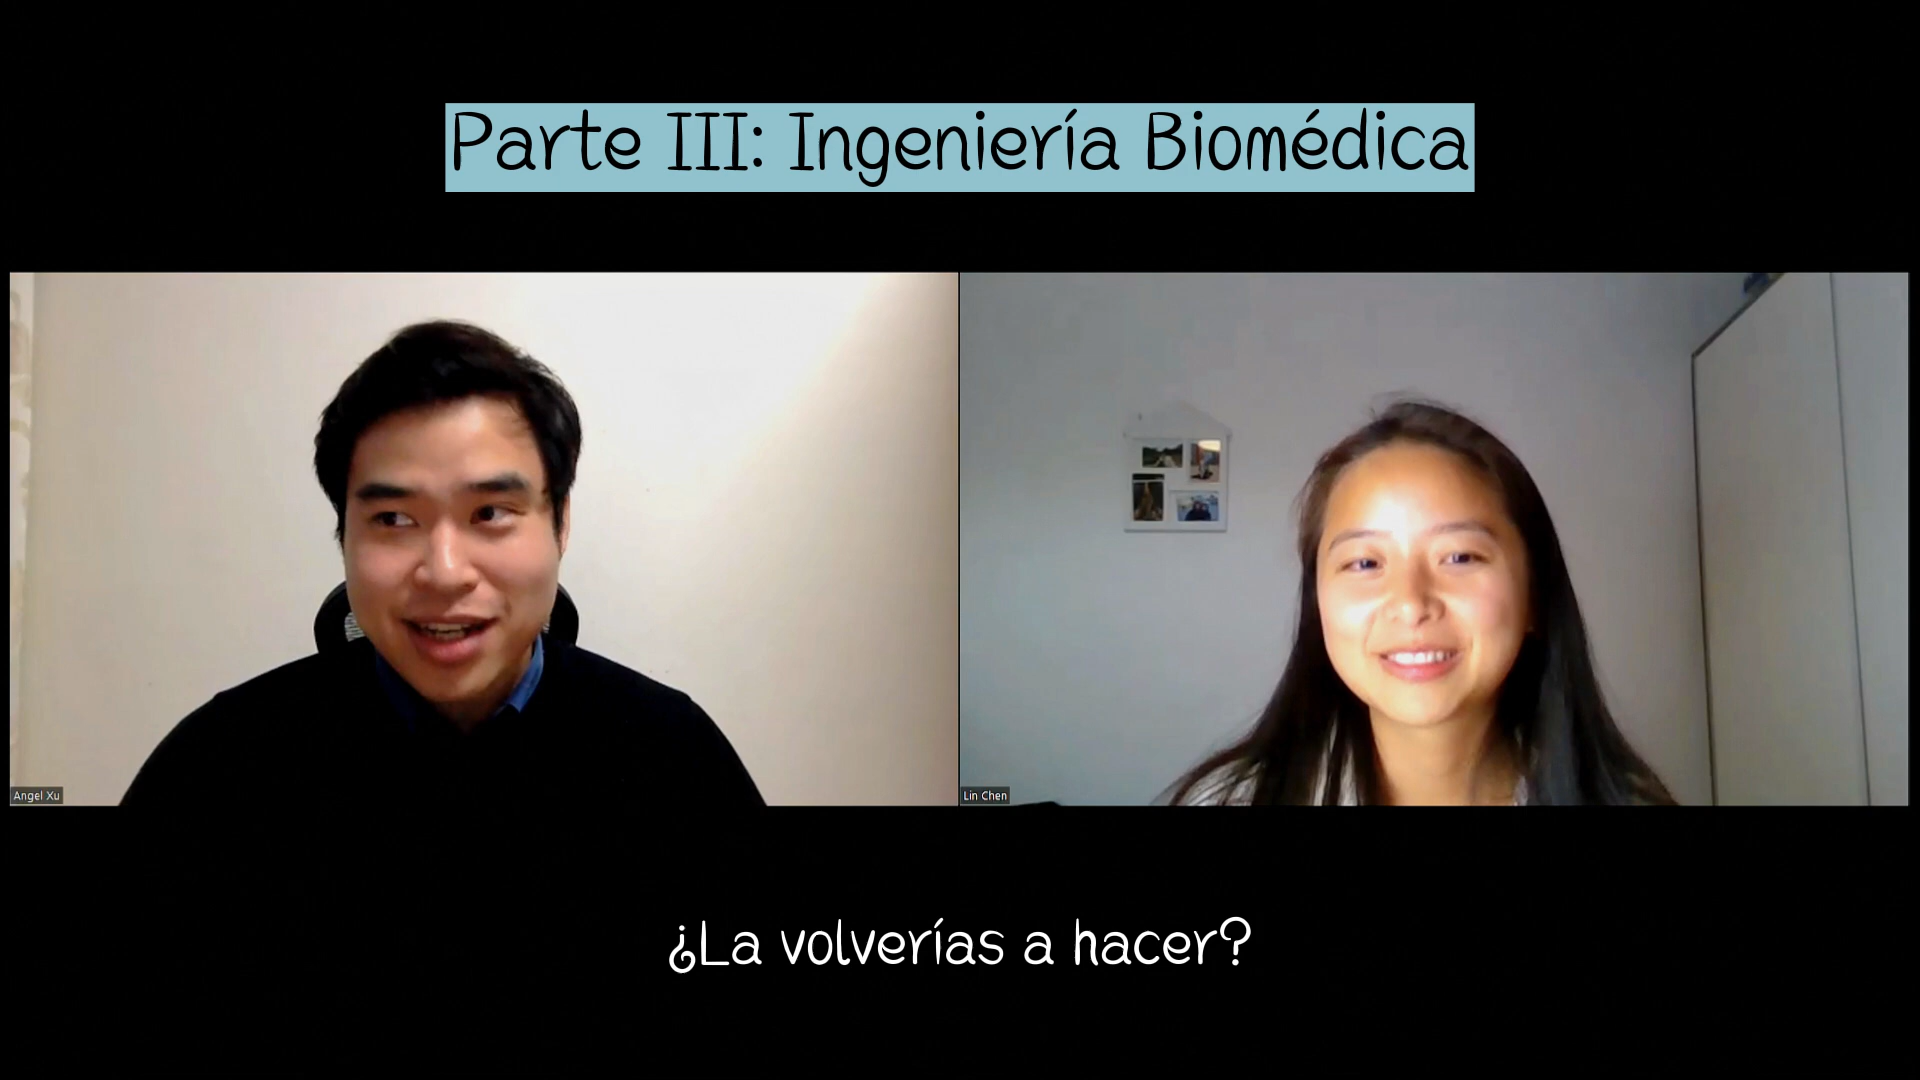 Parte III: Ingeniería Biomédica
Angel Xu
Lin Chen
¿La volverías a hacer?